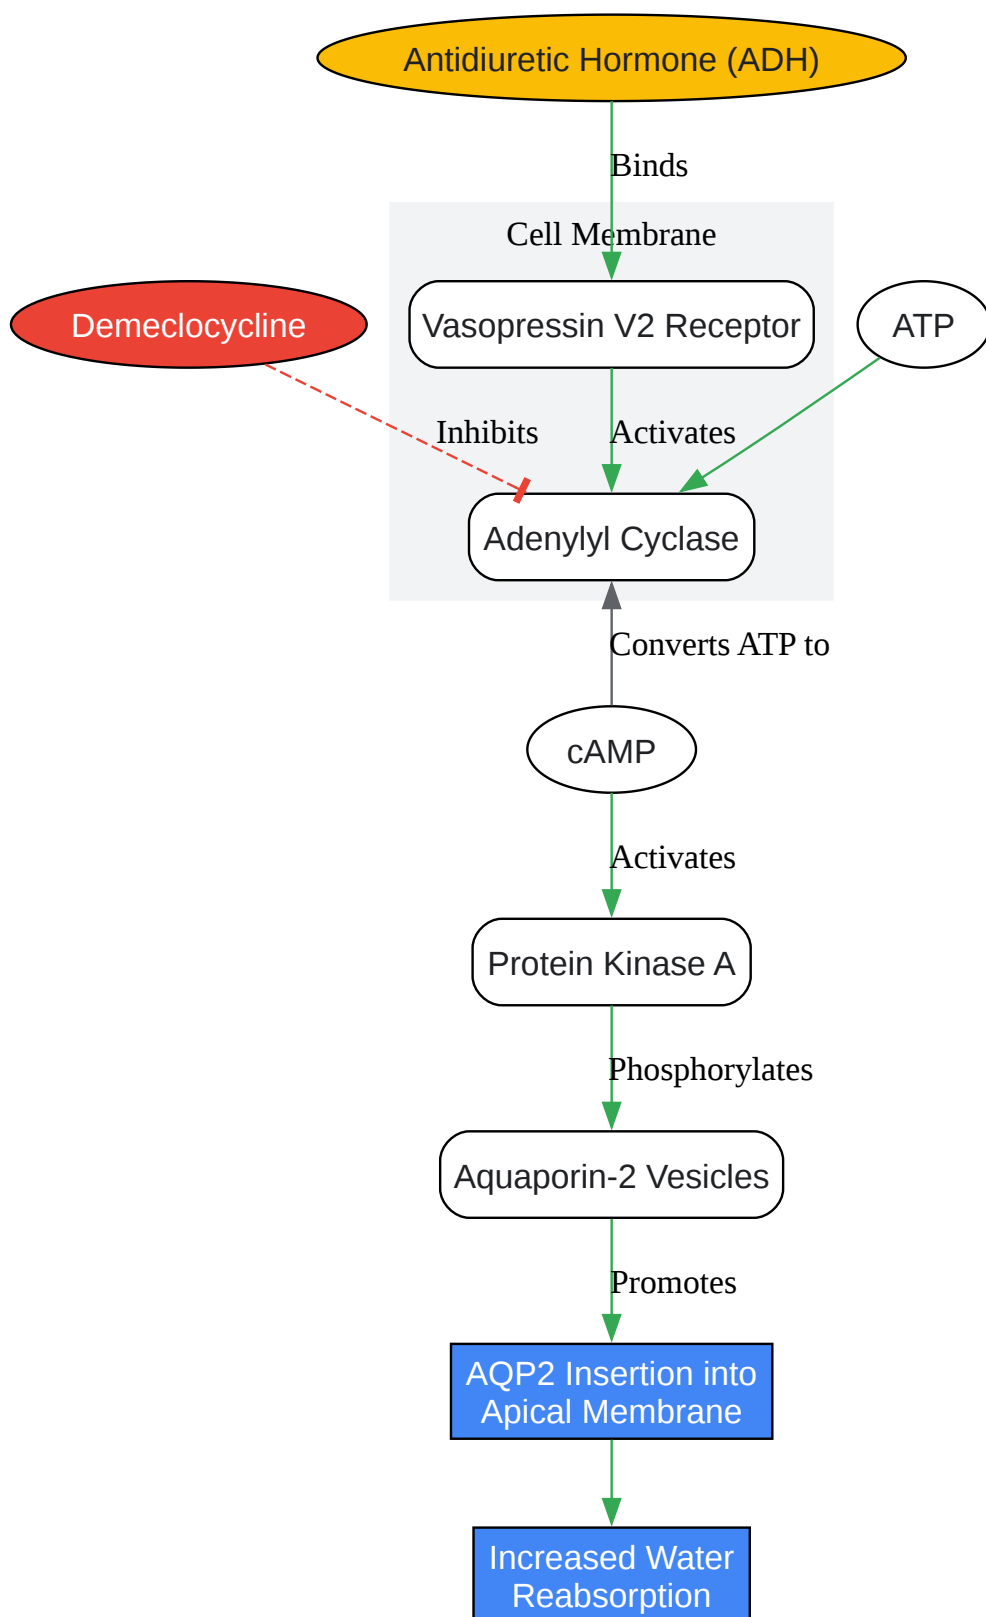 Antidiuretic Hormone (ADH)
Binds
Cell Membrane
Demeclocycline
Vasopressin V2 Receptor
ATP
Inhibits
Activates
Adenylyl Cyclase
Converts ATP to
cAMP
Activates
Protein Kinase A
Phosphorylates
Aquaporin-2 Vesicles
Promotes
AQP2 Insertion into
Apical Membrane
Increased Water
Reabsorption